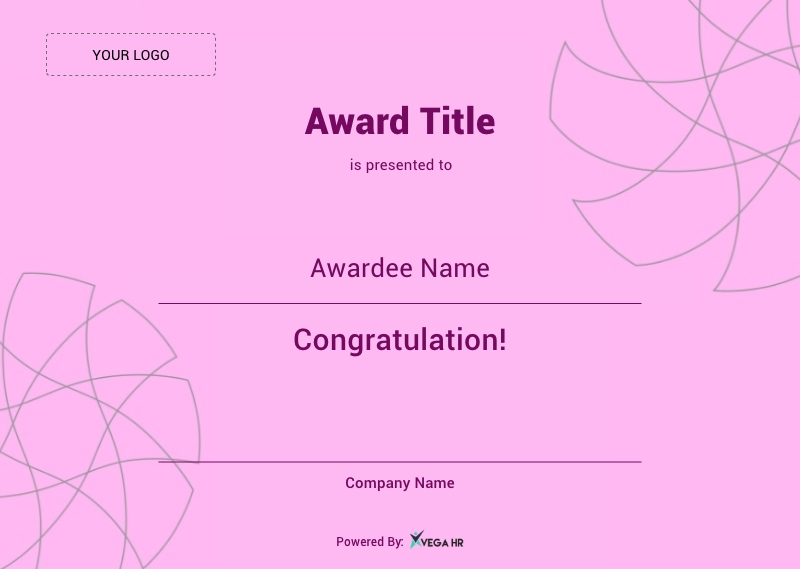 YOUR LOGO
Award Title
is presented to
Awardee Name
Congratulation!
Company Name
Powered By: VEGA HR